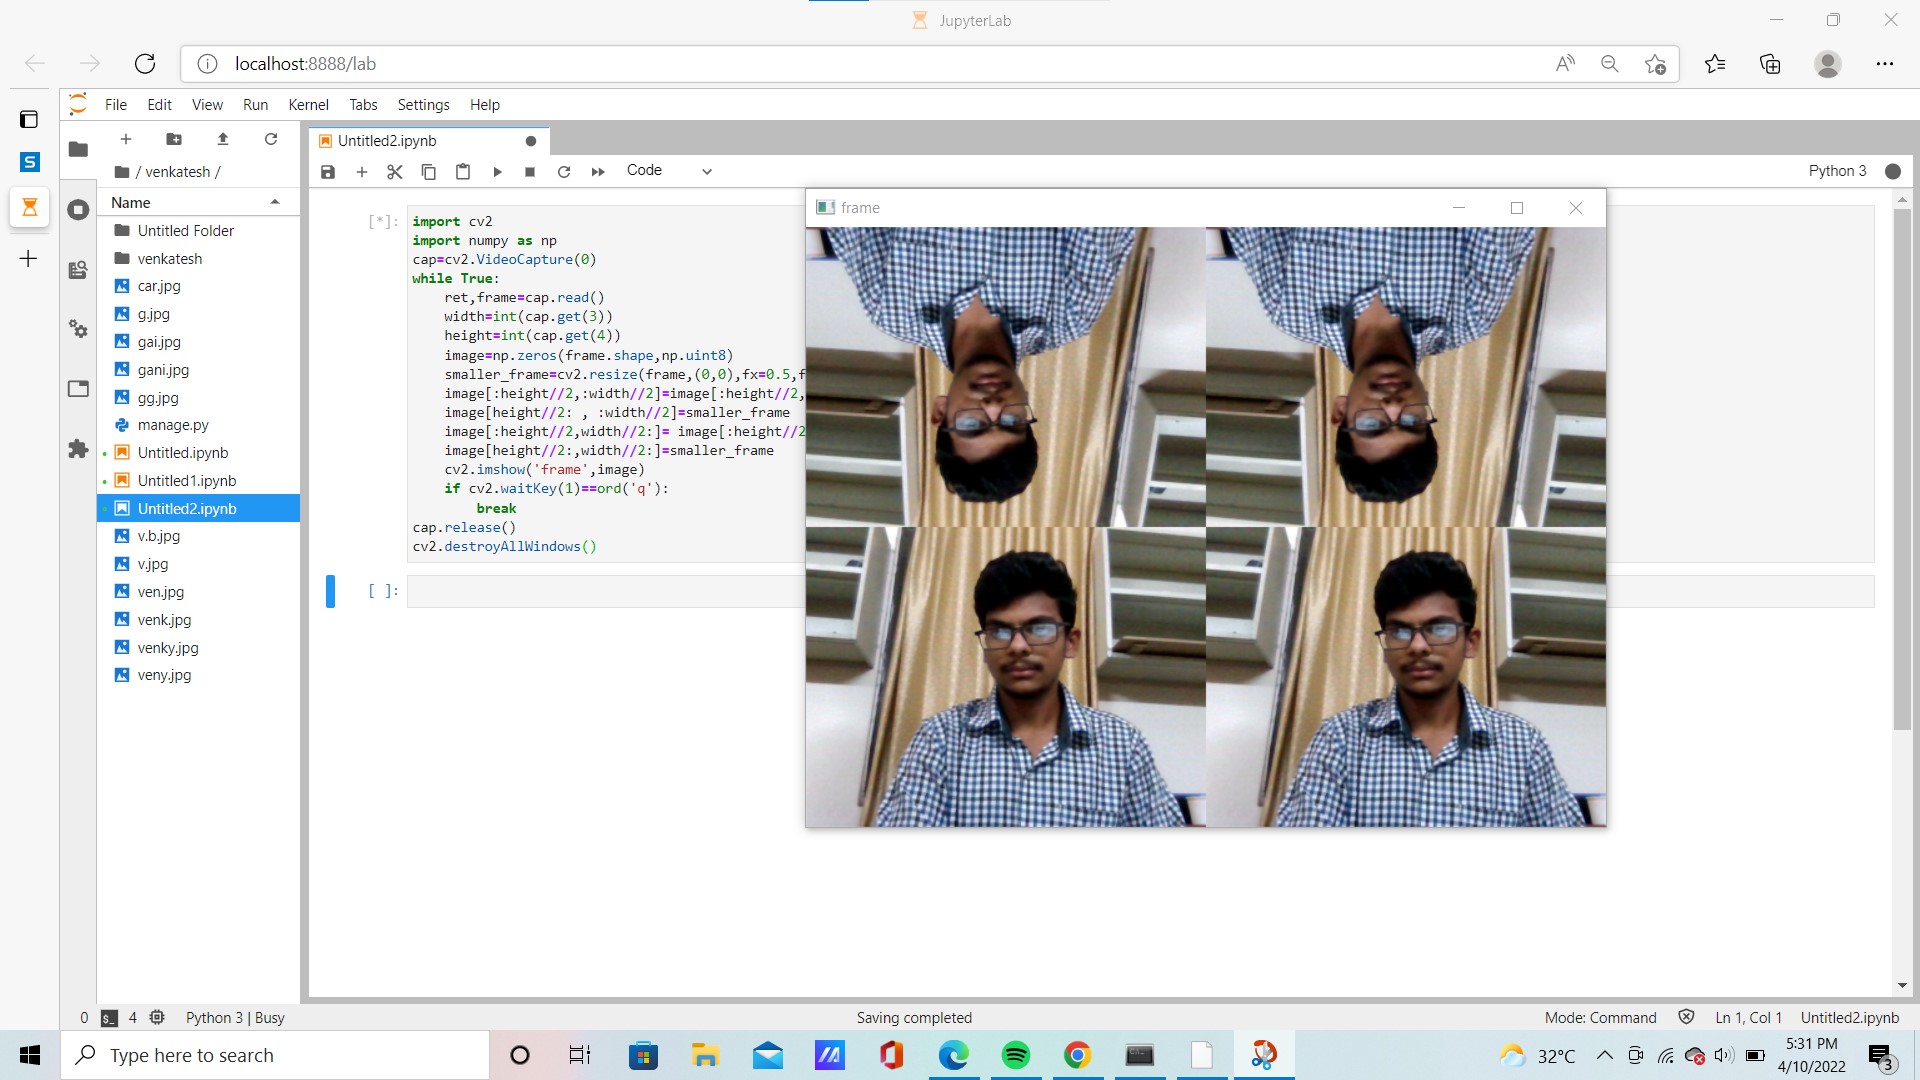 JupyterLab
localhost:8888/lab
File Edit View Run Kernel Tabs Settings Help
Untitled2.ipynb
/ venkatesh /
Code
Python 3
Name
Untitled Folder
venkatesh
car.jpg
g.jpg
gai.jpg
gani.jpg
gg.jpg
manage.py
Untitled.ipynb
Untitled1.ipynb
Untitled2.ipynb
v.b.jpg
v.jpg
ven.jpg
venk.jpg
venky.jpg
veny.jpg
[*]:
import cv2
import numpy as np
cap=cv2.VideoCapture(0)
while True:
    ret,frame=cap.read()
    width=int(cap.get(3))
    height=int(cap.get(4))
    image=np.zeros(frame.shape,np.uint8)
    smaller_frame=cv2.resize(frame,(0,0),fx=0.5,f
    image[:height//2,:width//2]=image[:height//2,
    image[height//2: , :width//2]=smaller_frame
    image[:height//2,width//2:]= image[:height//2
    image[height//2:,width//2:]=smaller_frame
    cv2.imshow('frame',image)
    if cv2.waitKey(1)==ord('q'):
        break
cap.release()
cv2.destroyAllWindows()
[ ]:
frame
0 4 Python 3 | Busy
Saving completed
Mode: Command Ln 1, Col 1 Untitled2.ipynb
Type here to search
32°C
5:31 PM
4/10/2022
3